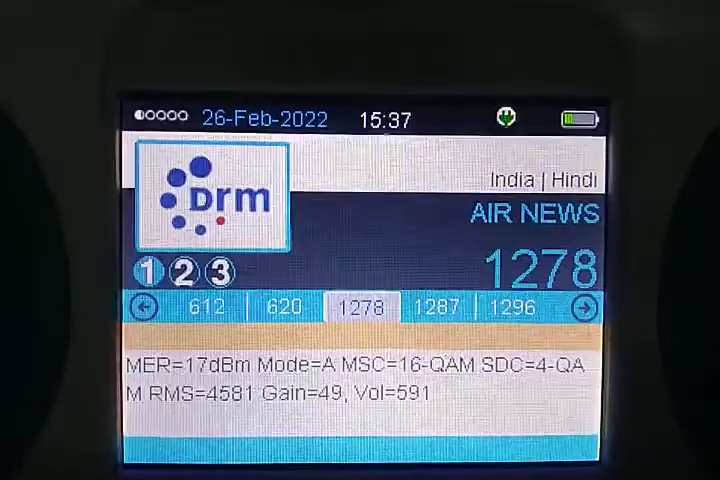 26-Feb-2022 15:37
Drm
India | Hindi
AIR NEWS
1278
1 2 3
612 | 620 1278 1287 | 1296
MER=17dBm Mode=A MSC=16-QAM SDC=4-QA
M RMS=4581 Gain=49, Vol=591